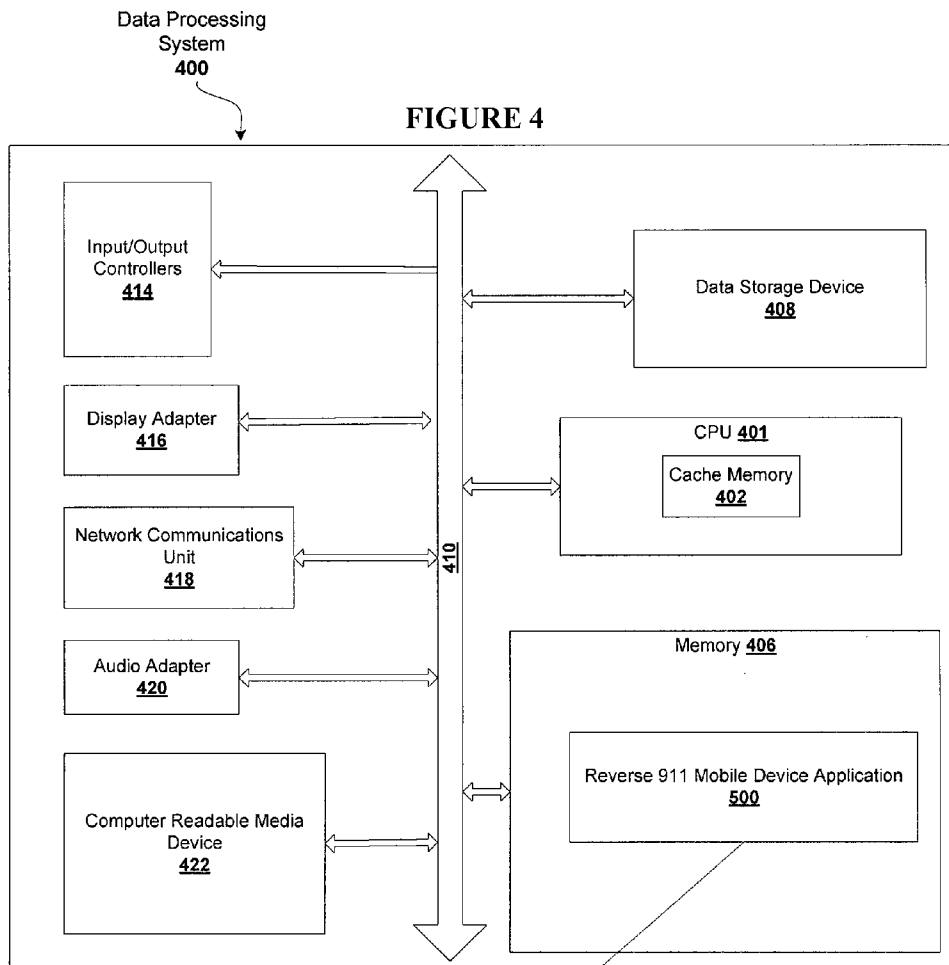 Data Processing
System
400
FIGURE 4
Input/Output
Controllers
414
Data Storage Device
408
Display Adapter
416
CPU 401
Cache Memory
402
Network Communications
Unit
418
410
Memory 406
Audio Adapter
420
Reverse 911 Mobile Device Application
500
Computer Readable Media
Device
422